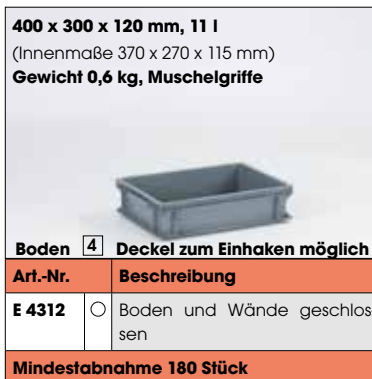 400 x 300 x 120 mm, 11 l
(Innenmaße 370 x 270 x 115 mm)
Gewicht 0,6 kg, Muschelgriffe
Boden 4 Deckel zum Einhaken möglich
Art.-Nr. Beschreibung
E 4312 ○ Boden und Wände geschlos-
sen
Mindestabnahme 180 Stück